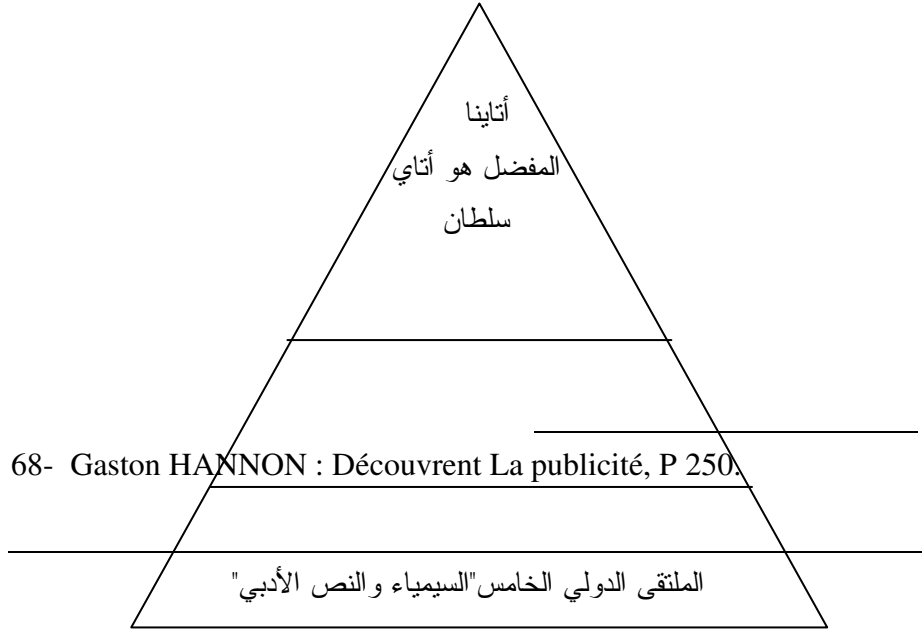 أتاينا
المفضل هو أتاي
سلطان
68- Gaston HANNON : Découvrent La publicité, P 250.
الملتقى الدولي الخامس"السيمياء والنص الأدبي"